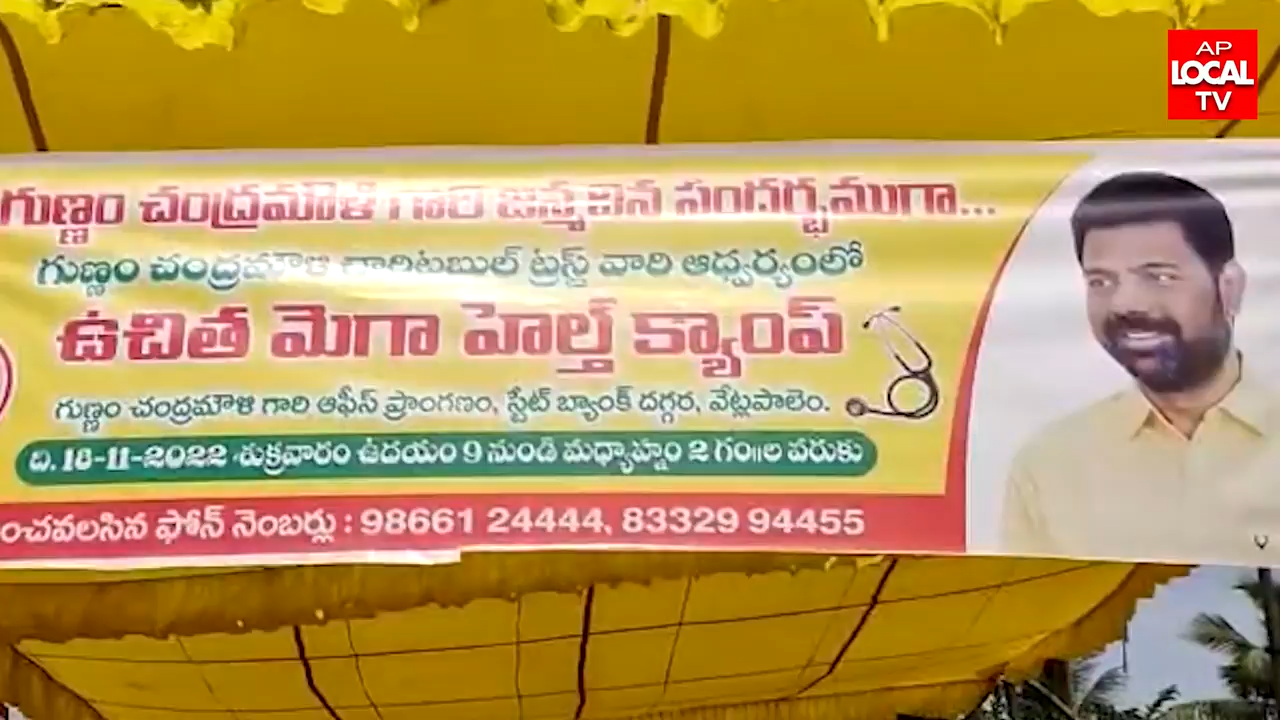 AP
LOCAL
TV
గుణ్ణం చంద్రమౌళి గారి జన్మదిన సందర్భముగా...
గుణ్ణం చంద్రమౌళి చారిటబుల్ ట్రస్ట్ వారి ఆధ్వర్యంలో
ఉచిత మెగా హెల్త్ క్యాంప్
గుణ్ణం చంద్రమౌళి గారి ఆఫీస్ ప్రాంగణం, స్టేట్ బ్యాంక్ దగ్గర, వేట్లపాలెం.
ది. 18-11-2022 శుక్రవారం ఉదయం 9 నుండి మధ్యాహ్నం 2 గం॥ల వరుకు
ంచవలసిన ఫోన్ నెంబర్లు : 98661 24444, 83329 94455